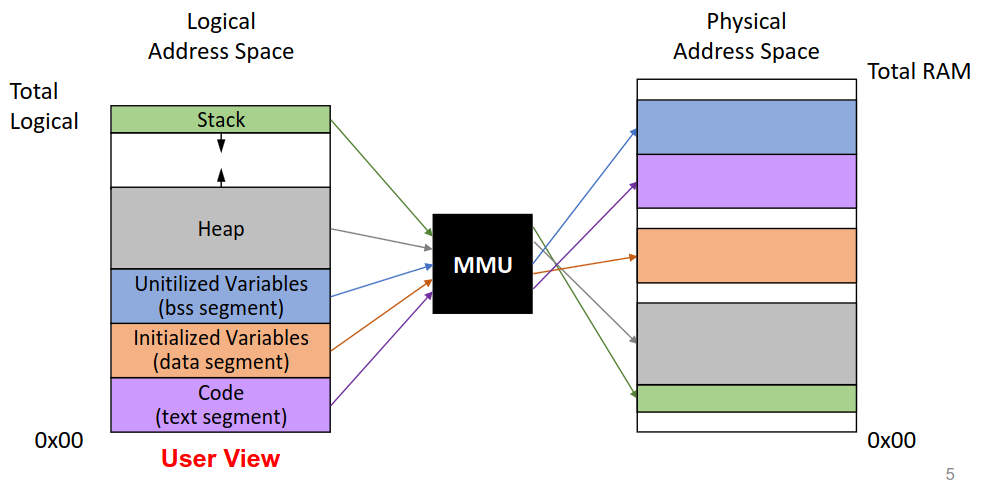 Logical
Address Space
Physical
Address Space
Total RAM
Total
Logical
Stack
Heap
MMU
Unitilized Variables
(bss segment)
Initialized Variables
(data segment)
Code
(text segment)
0x00
0x00
User View
5